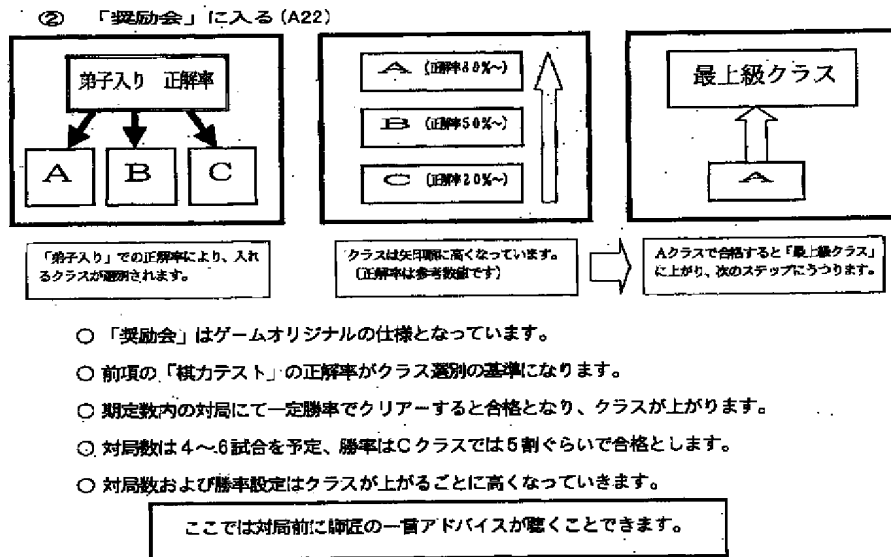 ② 「奨励会」に入る(A22)
弟子入り 正解率
A
B
C
A (正解率80%~)
B (正解率50%~)
C (正解率20%~)
最上級クラス
A
「弟子入り」での正解率により、入れ
るクラスが選別されます。
クラスは矢印順に高くなっています。
(正解率は参考数値です)
Aクラスで合格すると「最上級クラス」
に上がり、次のステップにうつります。
○ 「奨励会」はゲームオリジナルの仕様となっています。
○ 前項の「棋力テスト」の正解率がクラス選別の基準になります。
○ 期定数内の対局にて一定勝率でクリアーすると合格となり、クラスが上がります。
○ 対局数は4~6試合を予定、勝率はCクラスでは5割ぐらいで合格とします。
○ 対局数および勝率設定はクラスが上がるごとに高くなっていきます。
ここでは対局前に師匠の一言アドバイスが聴くことできます。